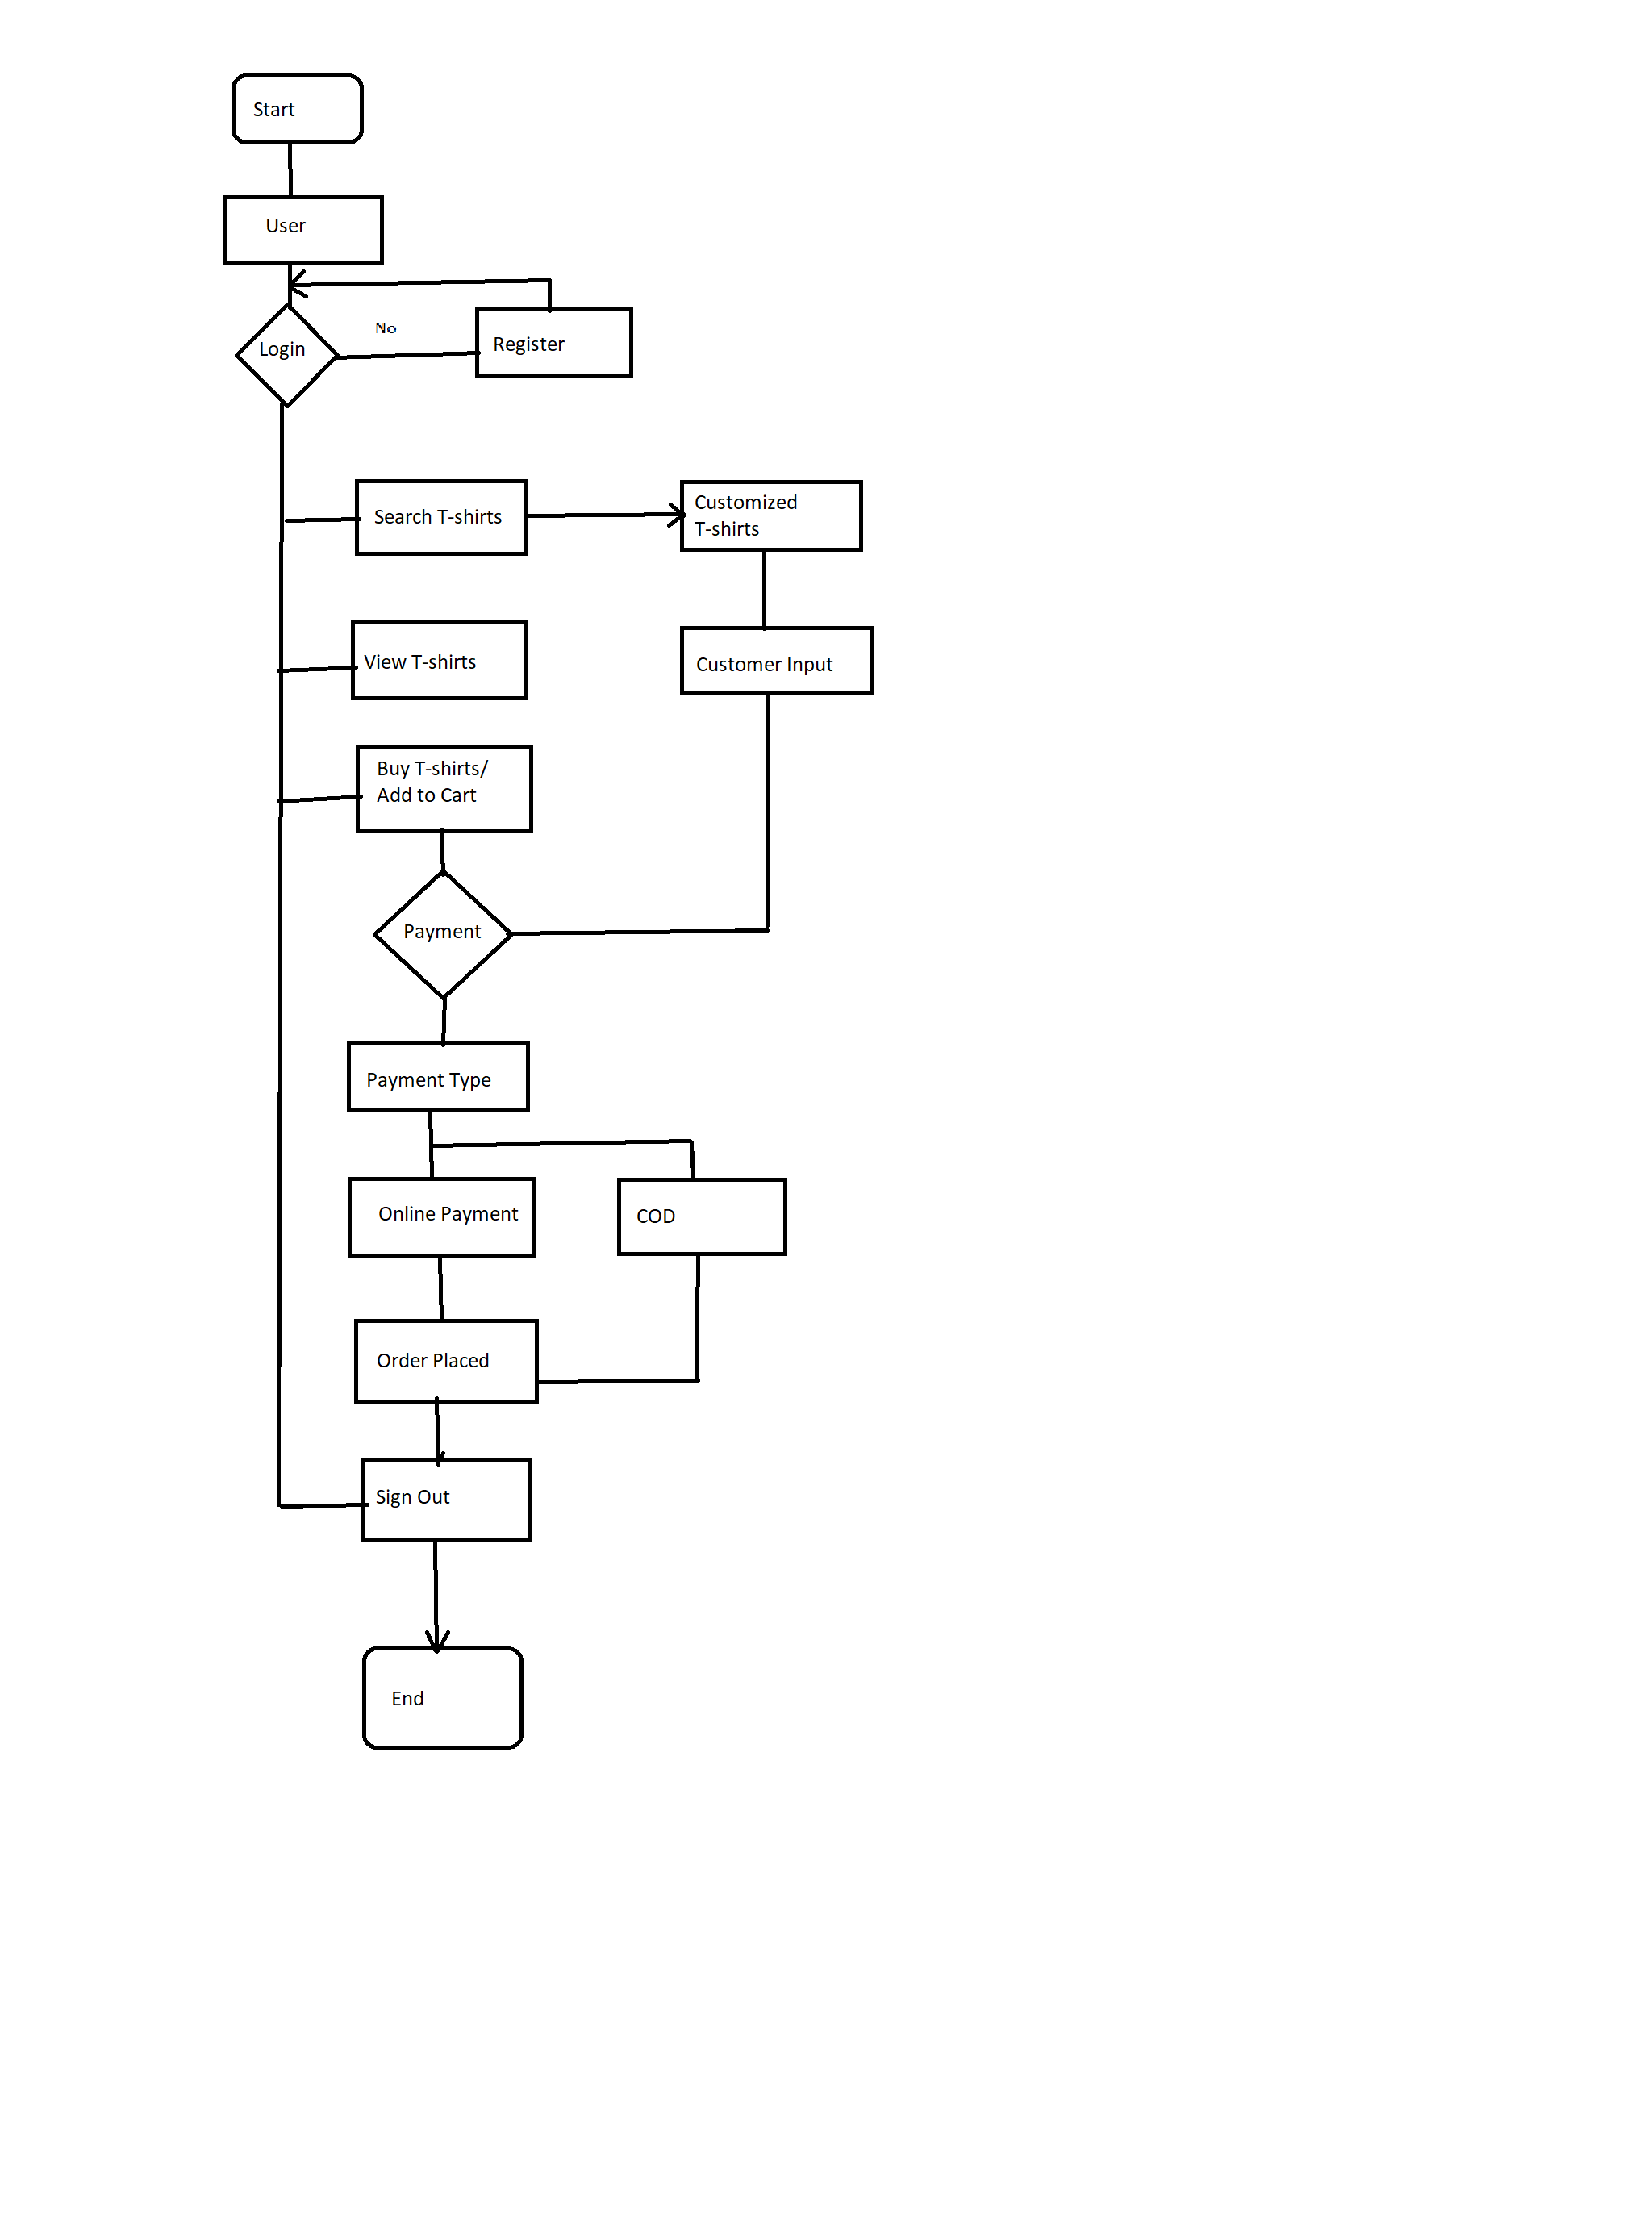 Start
User
No
Login
Register
Search T-shirts
Customized
T-shirts
View T-shirts
Customer Input
Buy T-shirts/
Add to Cart
Payment
Payment Type
Online Payment
COD
Order Placed
Sign Out
End